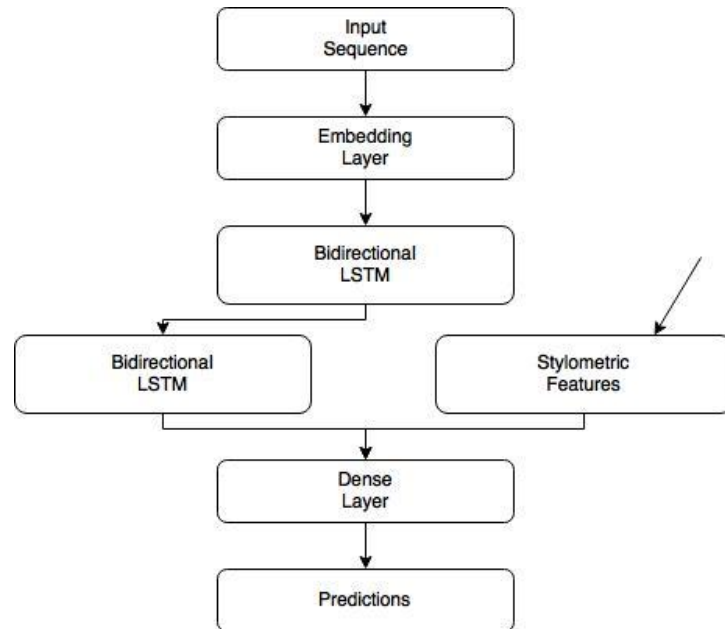 Input
Sequence
Embedding
Layer
Bidirectional
LSTM
Bidirectional
LSTM
Stylometric
Features
Dense
Layer
Predictions